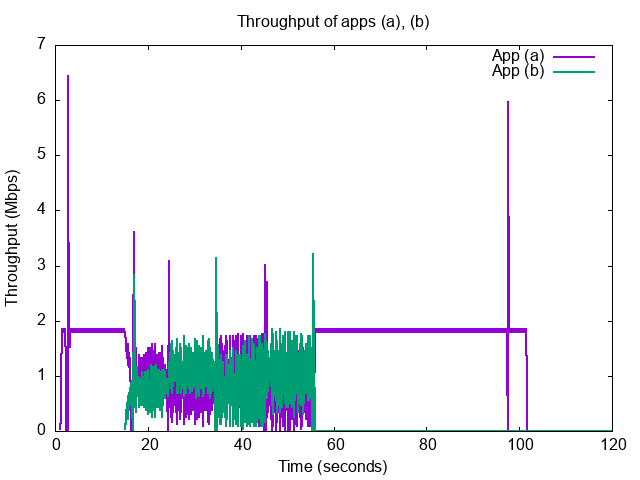 Throughput of apps (a), (b)
App (a)
App (b)
Throughput (Mbps)
7
6
5
4
3
2
1
0
0 20 40 60 80 100 120
Time (seconds)